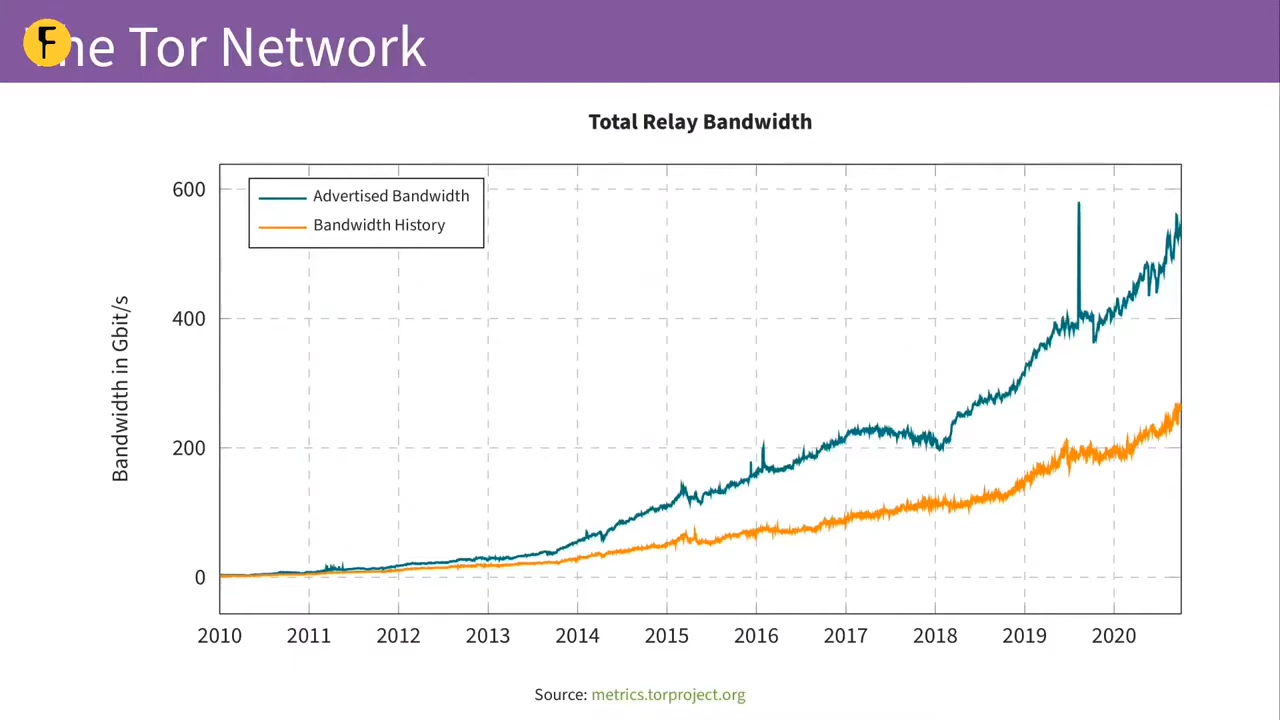 The Tor Network
Total Relay Bandwidth
Advertised Bandwidth
Bandwidth History
Bandwidth in Gbit/s
600
400
200
0
2010 2011 2012 2013 2014 2015 2016 2017 2018 2019 2020
Source: metrics.torproject.org